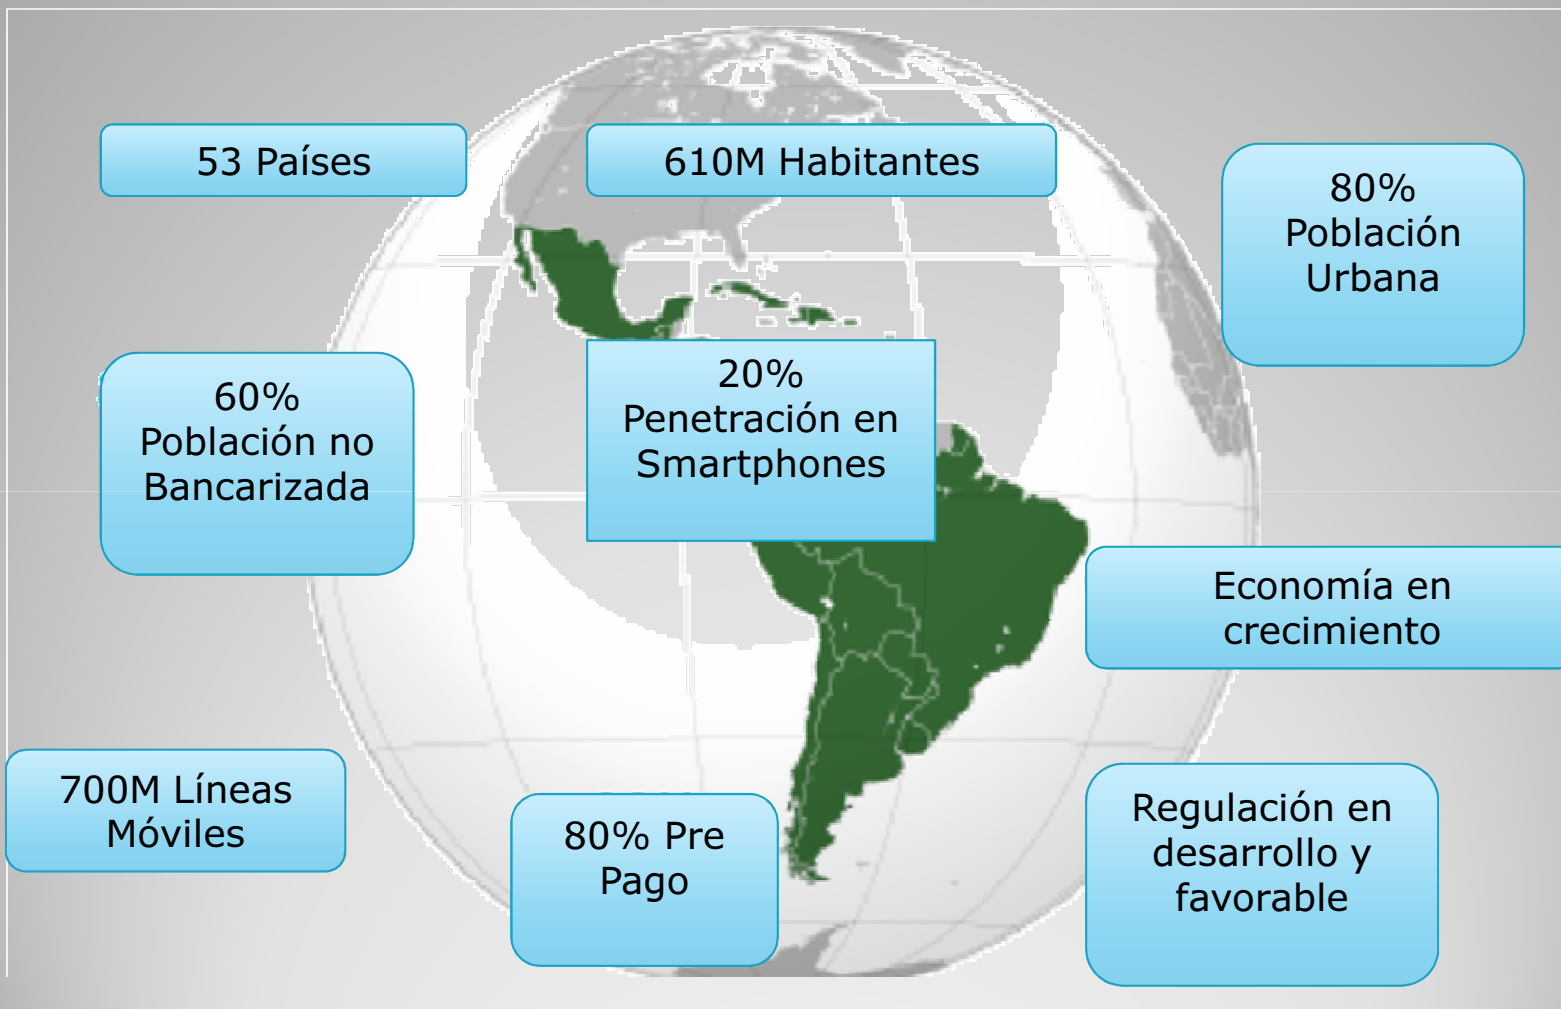 53 Países
610M Habitantes
80%
Población
Urbana
60%
Población no
Bancarizada
20%
Penetración en
Smartphones
Economía en
crecimiento
700M Líneas
Móviles
80% Pre
Pago
Regulación en
desarrollo y
favorable